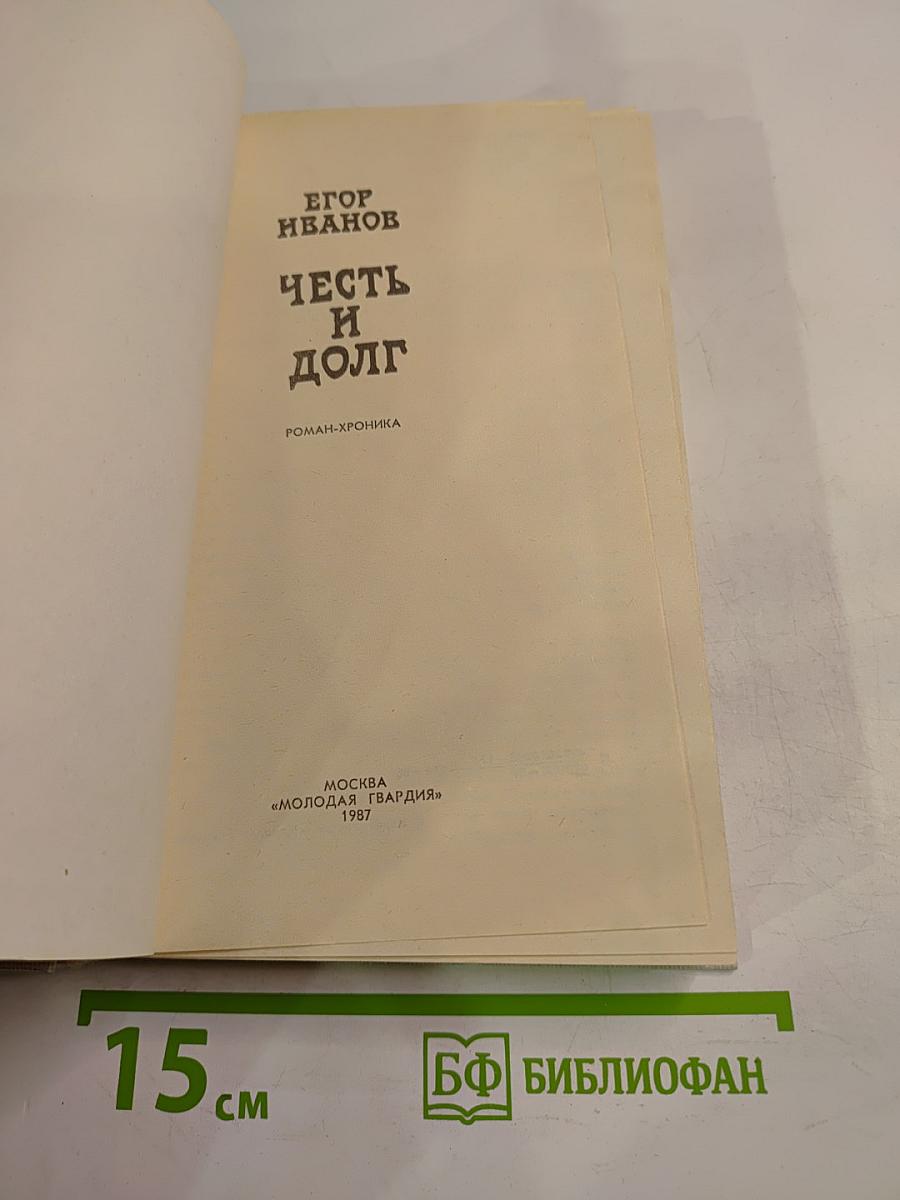 ЕГОР
ИВАНОВ
ЧЕСТЬ
И
ДОЛГ
РОМАН-ХРОНИКА
МОСКВА
«МОЛОДАЯ ГВАРДИЯ»
1987
15 см
БФ БИБЛИОФАН